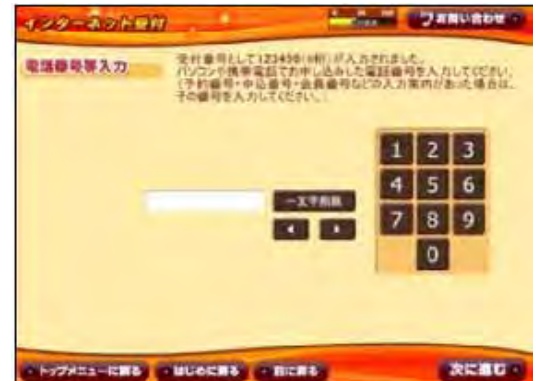 インターネット受付
お問い合わせ
電話番号等入力
受付番号として123456(6桁)が入力されました。
パソコンや携帯電話でお申し込みした電話番号を入力してください。
(予約番号・申込番号・会員番号などの入力案内があった場合は、
その番号を入力してください。)
1 2 3
4 5 6
一文字削除
7 8 9
0
トップメニューに戻る
はじめに戻る
前に戻る
次に進む